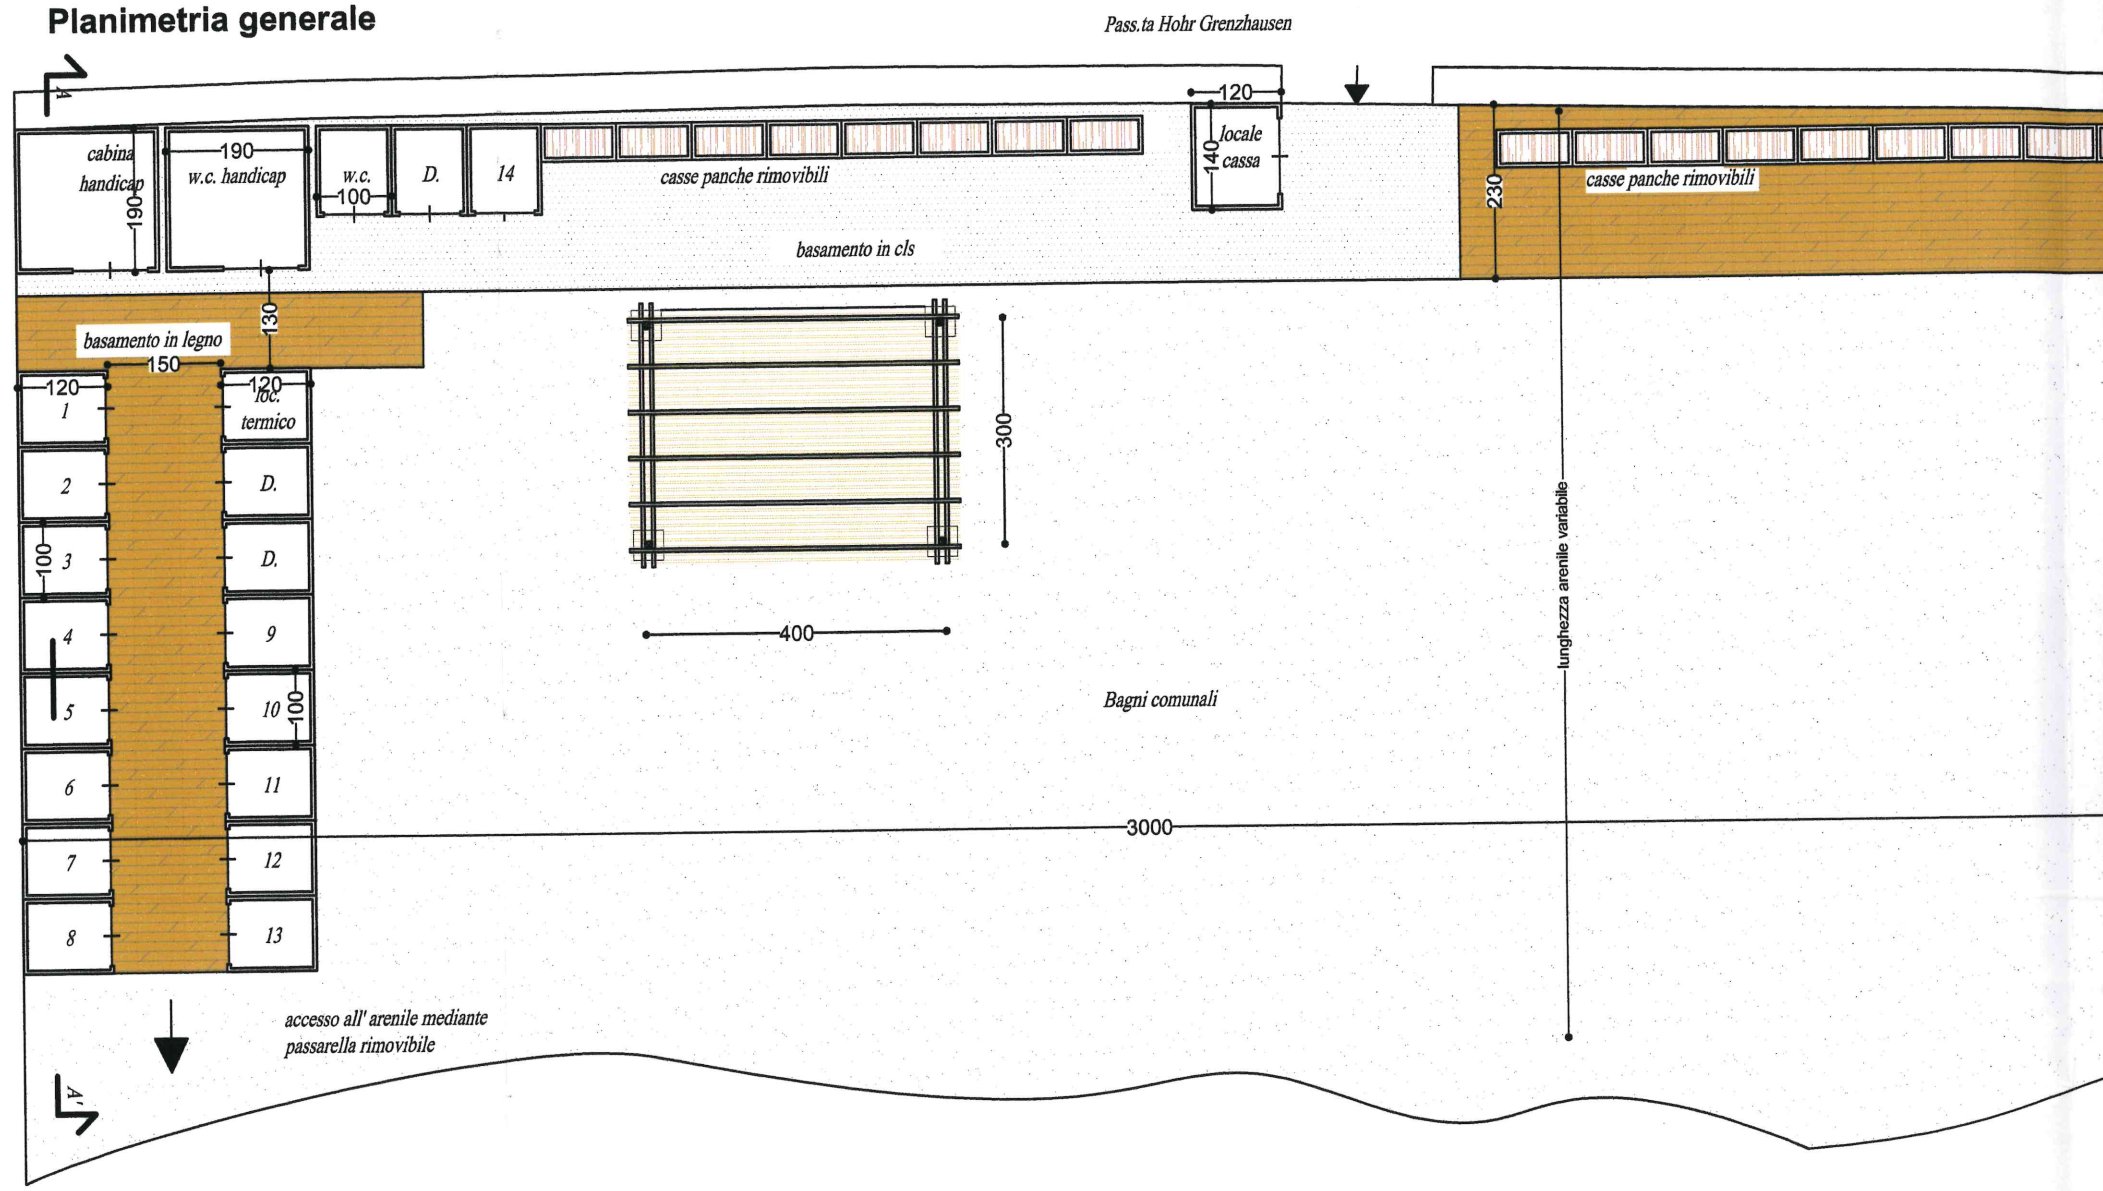 Planimetria generale
Pass.ta Hohr Grenzhausen
A
120
cabina
handicap
190
190
w.c. handicap
w.c.
100
D.
14
casse panche rimovibili
140
locale
cassa
230
casse panche rimovibili
basamento in cls
130
basamento in legno
150
120
1
120
loc.
termico
2
D.
100
3
D.
4
9
5
10
100
6
11
7
12
8
13
300
400
lunghezza arenile variabile
Bagni comunali
3000
accesso all' arenile mediante
passarella rimovibile
A'